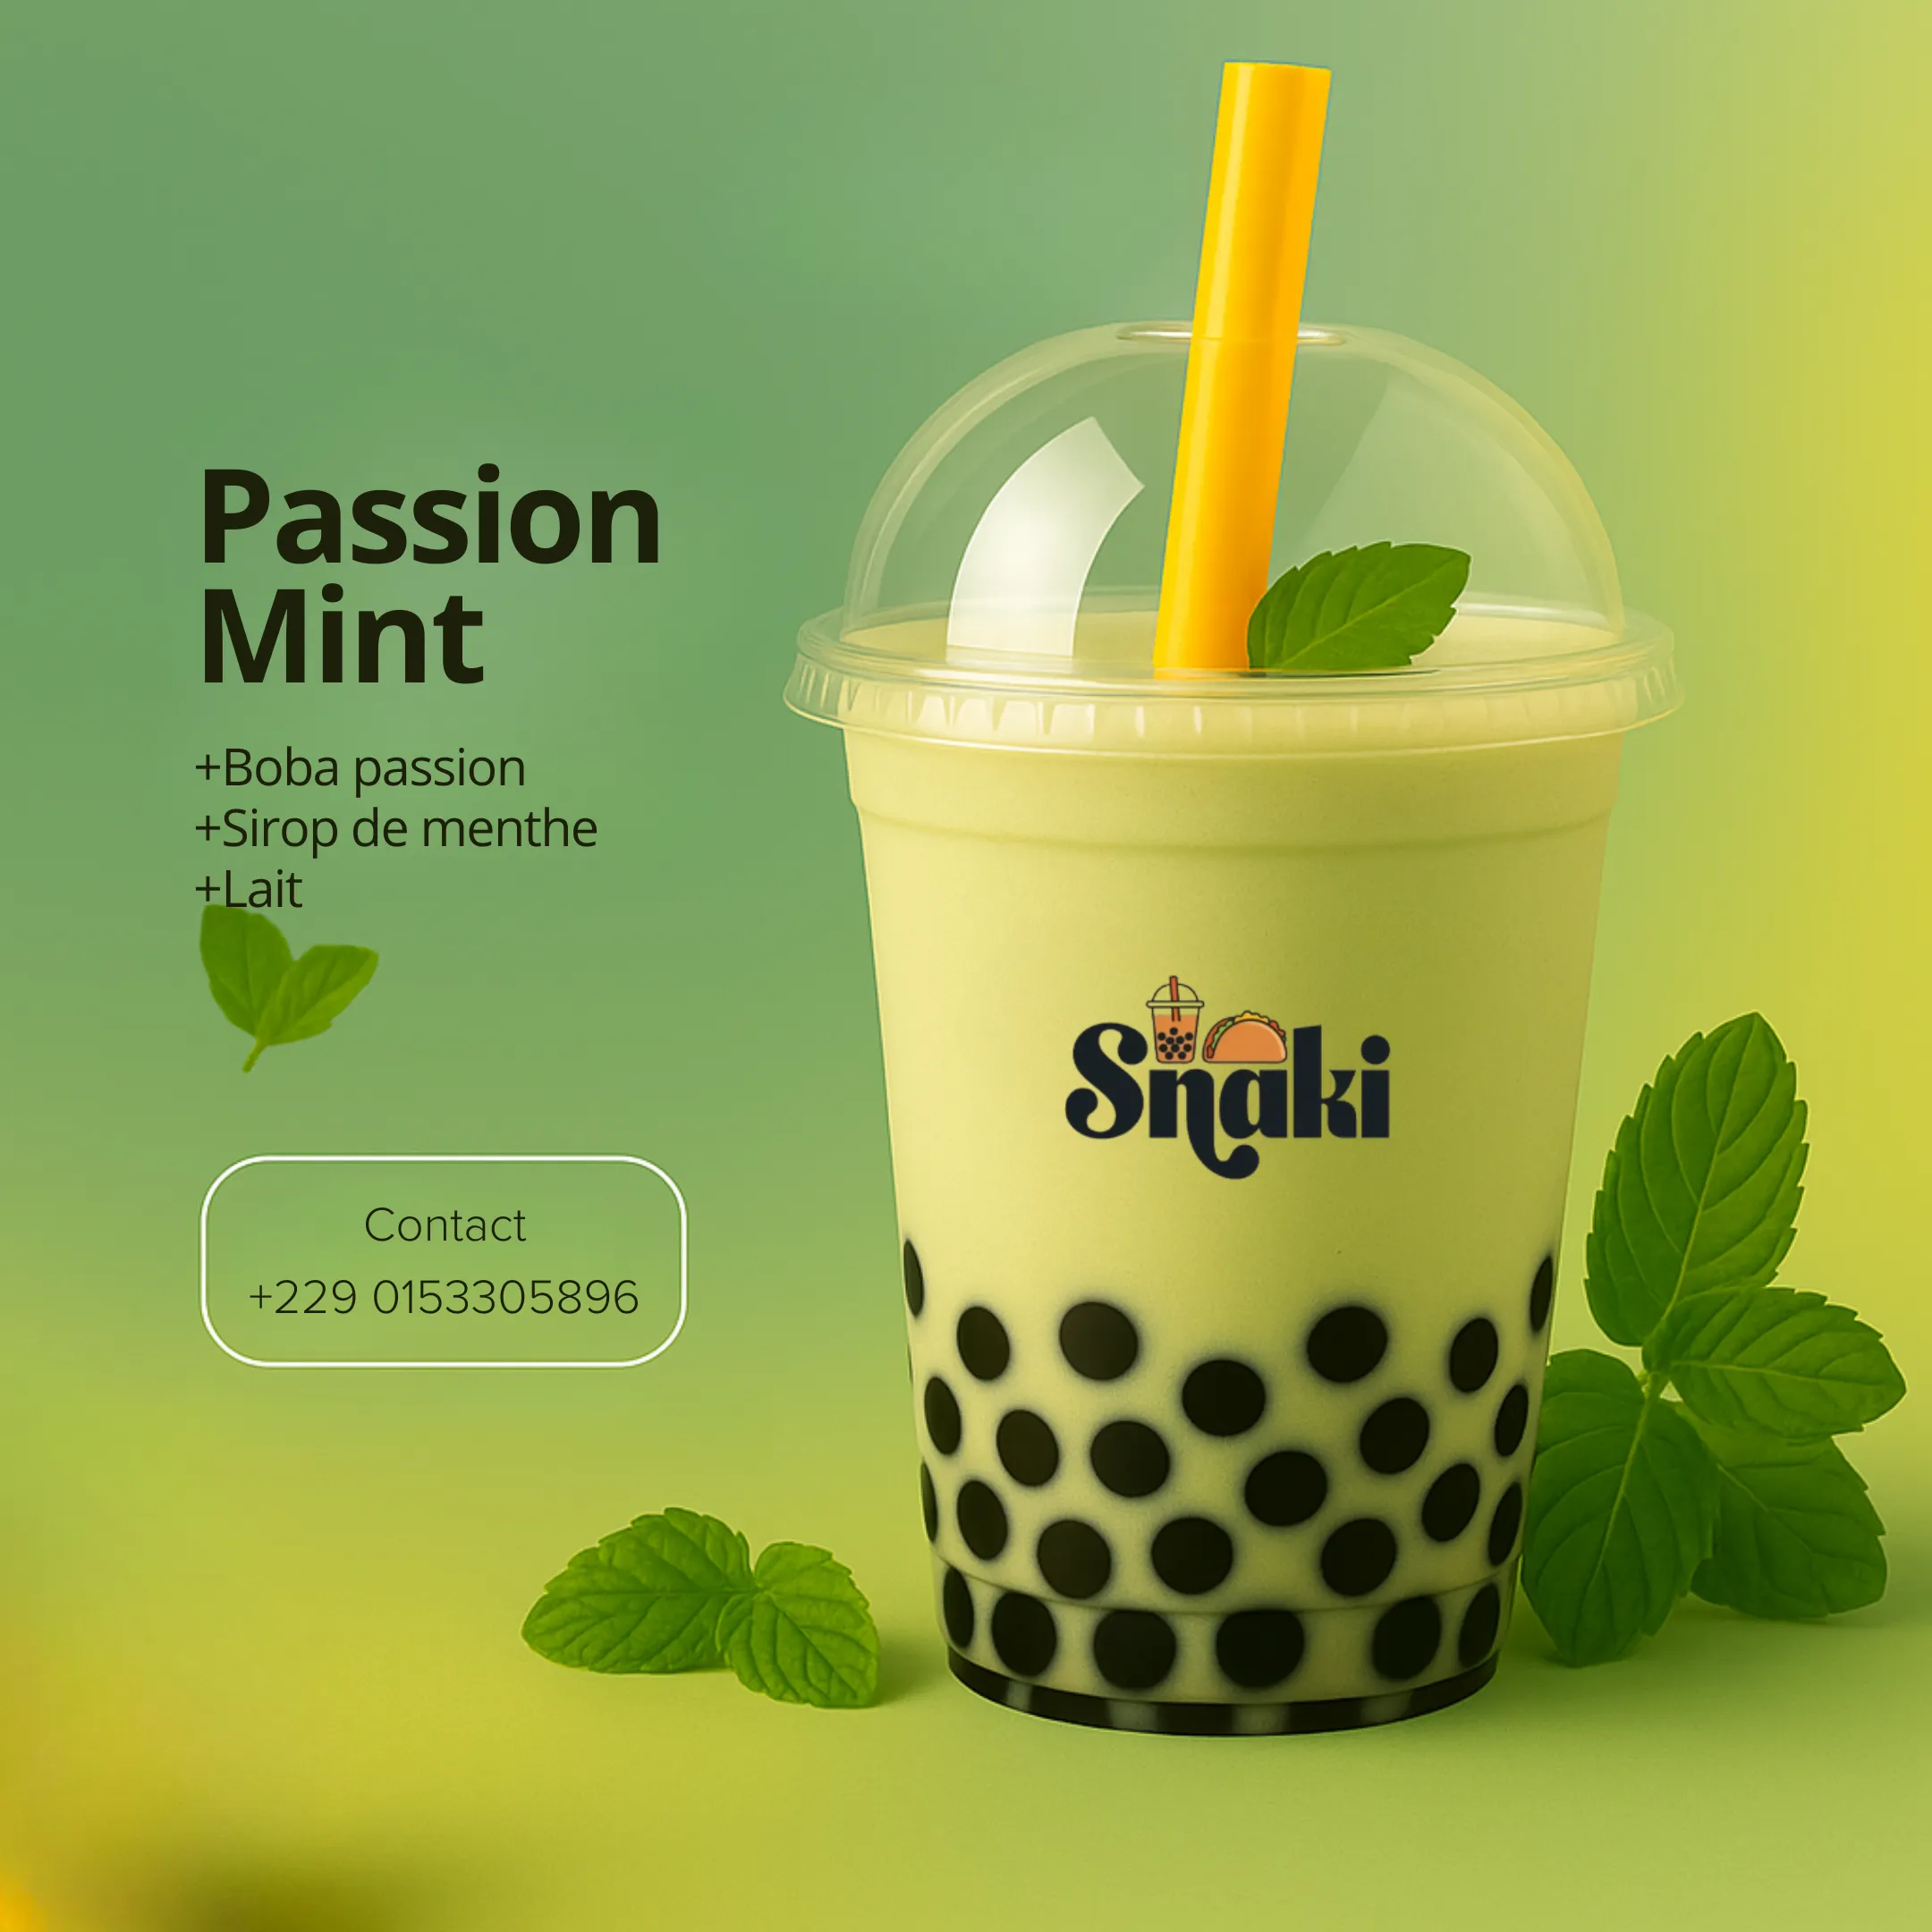 Passion
Mint
+Boba passion
+Sirop de menthe
+Lait
Snaki
Contact
+229 0153305896